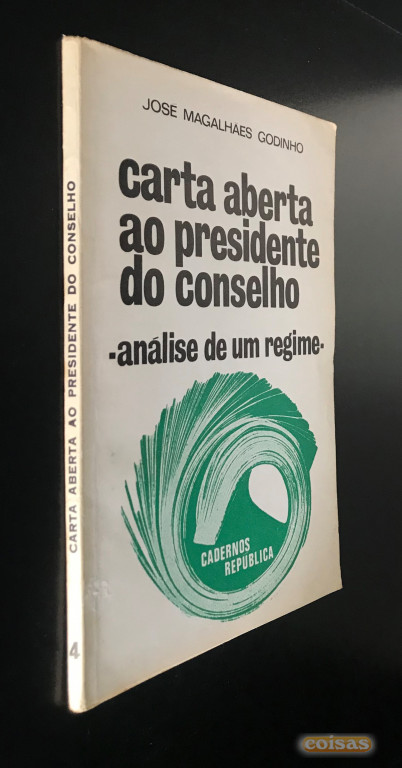 JOSE MAGALHAES GODINHO
carta aberta
ao presidente
do conselho
-análise de um regime-
CADERNOS
REPÚBLICA
CARTA ABERTA AO PRESIDENTE DO CONSELHO
4
coisas